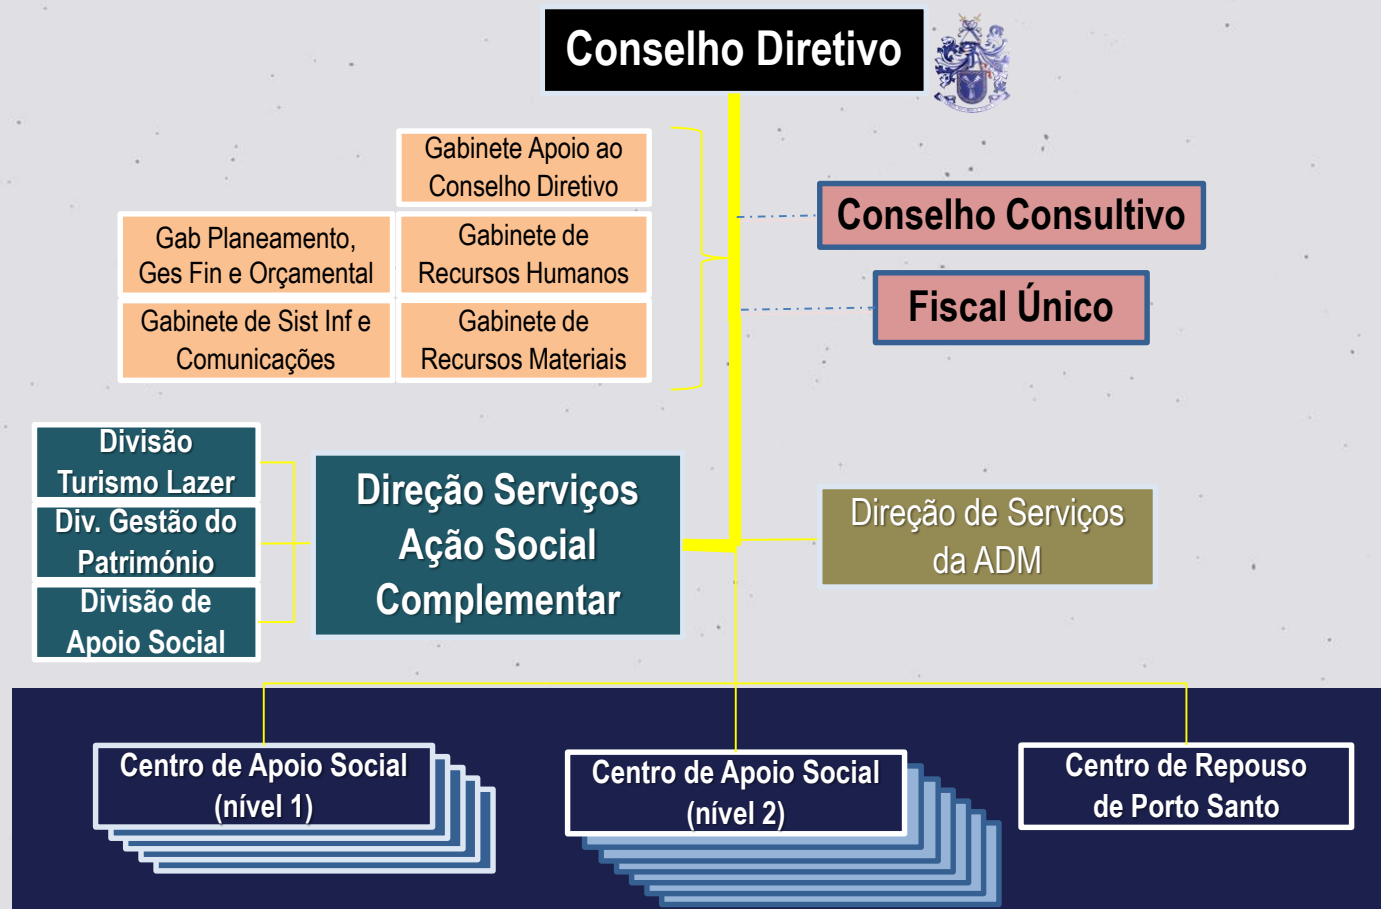 Conselho Diretivo
Gabinete Apoio ao
Conselho Diretivo
Gab Planeamento,
Ges Fin e Orçamental
Gabinete de
Recursos Humanos
Gabinete de Sist Inf e
Comunicações
Gabinete de
Recursos Materiais
Conselho Consultivo
Fiscal Único
Divisão
Turismo Lazer
Div. Gestão do
Património
Divisão de
Apoio Social
Direção Serviços
Ação Social
Complementar
Direção de Serviços
da ADM
Centro de Apoio Social
(nível 1)
Centro de Apoio Social
(nível 2)
Centro de Repouso
de Porto Santo